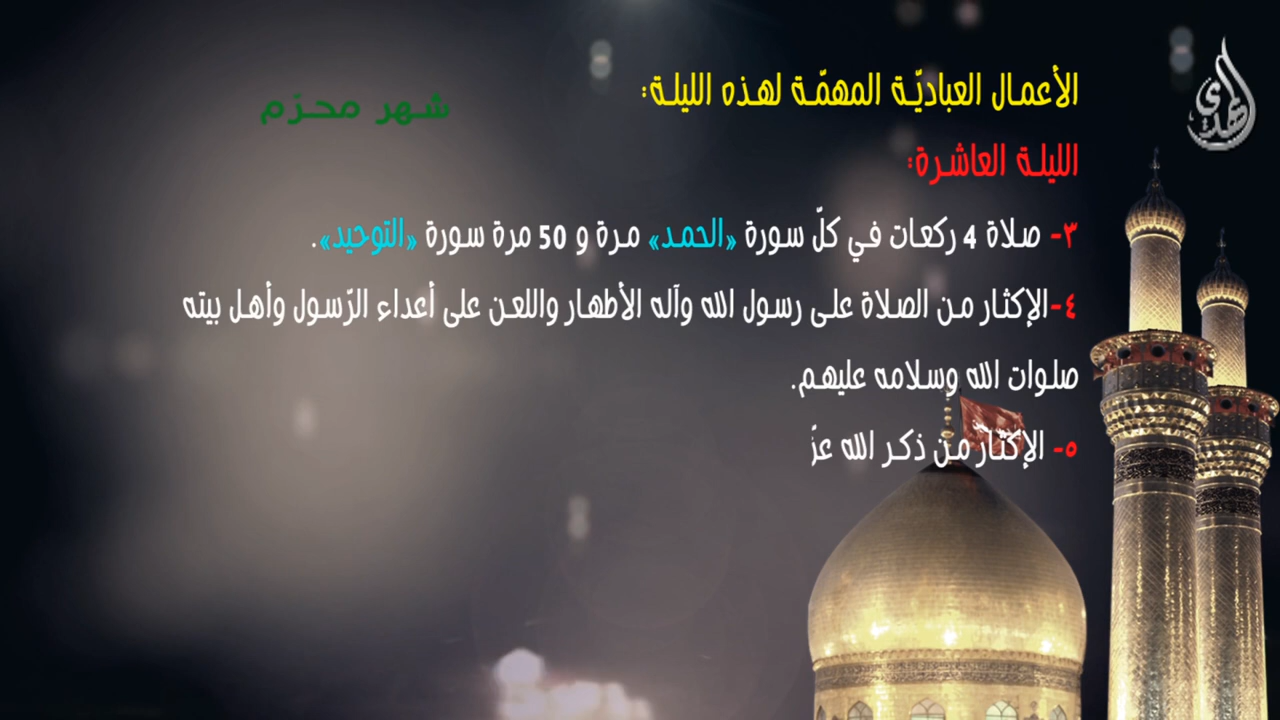 الأعمال العباديّة المهمّة لهذه الليلة:
شهر محرّم
الليلة العاشرة:
٣- صلاة 4 ركعات في كلّ سورة «الحمد» مرة و 50 مرة سورة «التوحيد».
٤-الإكثار من الصلاة على رسول الله وآله الأطهار واللعن على أعداء الرّسول وأهل بيته
صلوات الله وسلامه عليهم.
٥- الإكثار من ذكر الله عزّ
الهدي